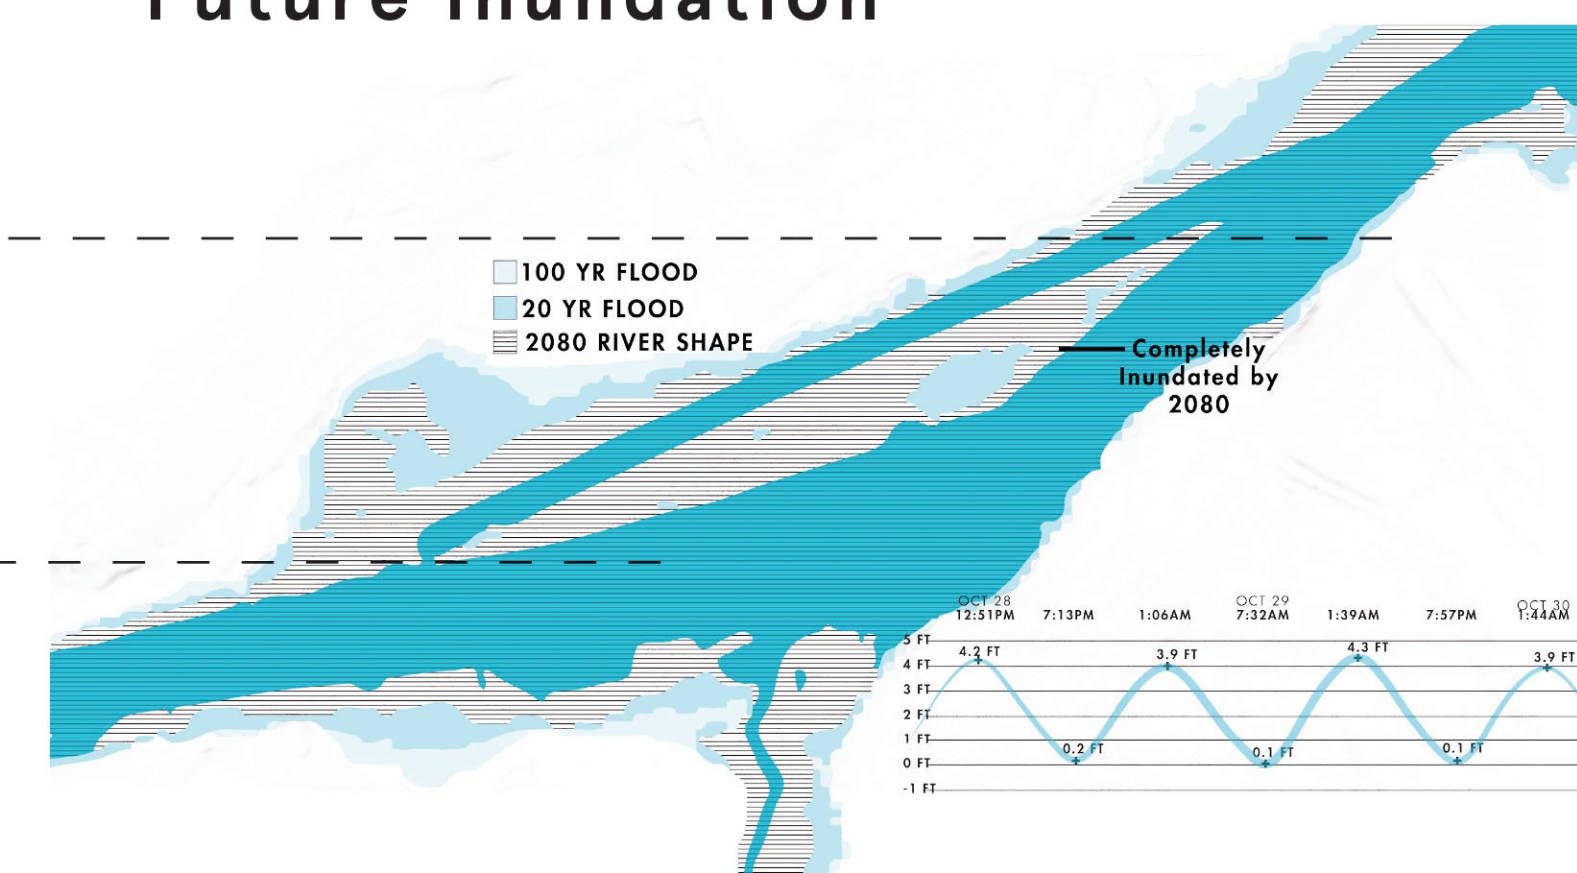 Future Inundation
100 YR FLOOD
20 YR FLOOD
2080 RIVER SHAPE
Completely
Inundated by
2080
OCT 28
OCT 29
OCT 30
12:51PM
7:13PM
1:06AM
7:32AM
1:39AM
7:57PM
1:44AM
5 FT
4 FT
3 FT
2 FT
1 FT
0 FT
-1 FT
4.2 FT
0.2 FT
3.9 FT
0.1 FT
4.3 FT
0.1 FT
3.9 FT